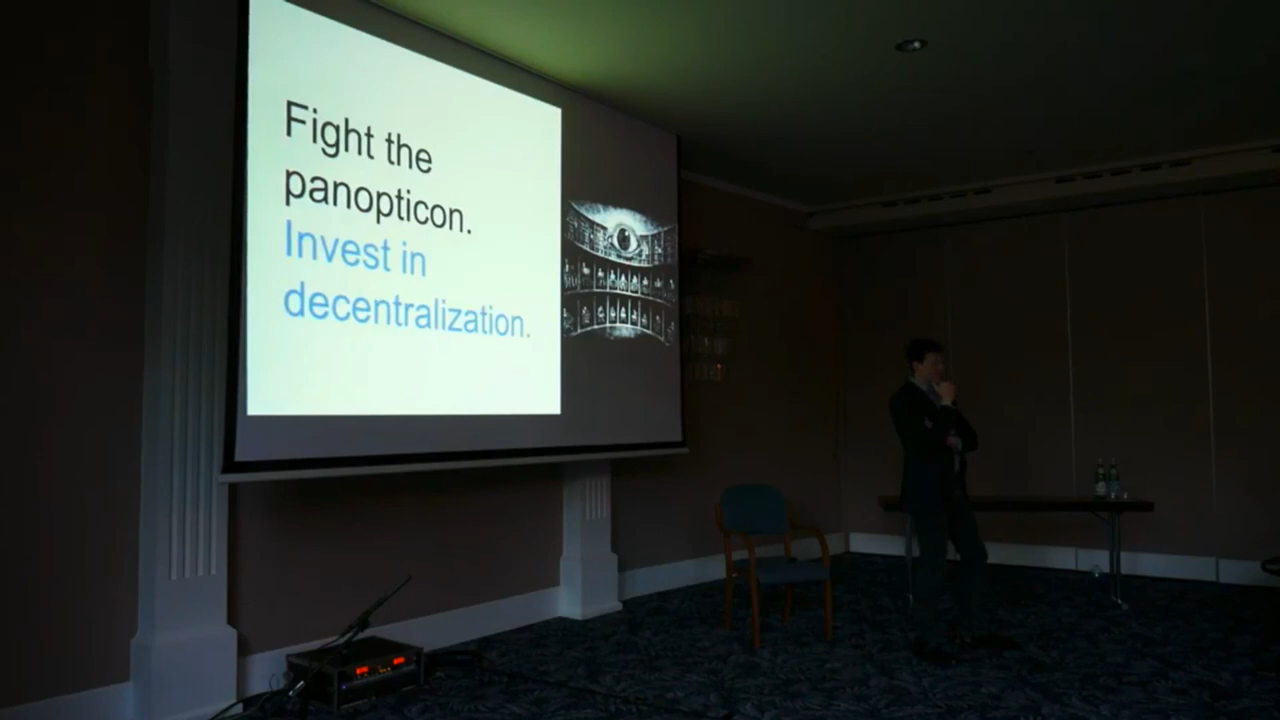 Fight the
panopticon.
Invest in
decentralization.